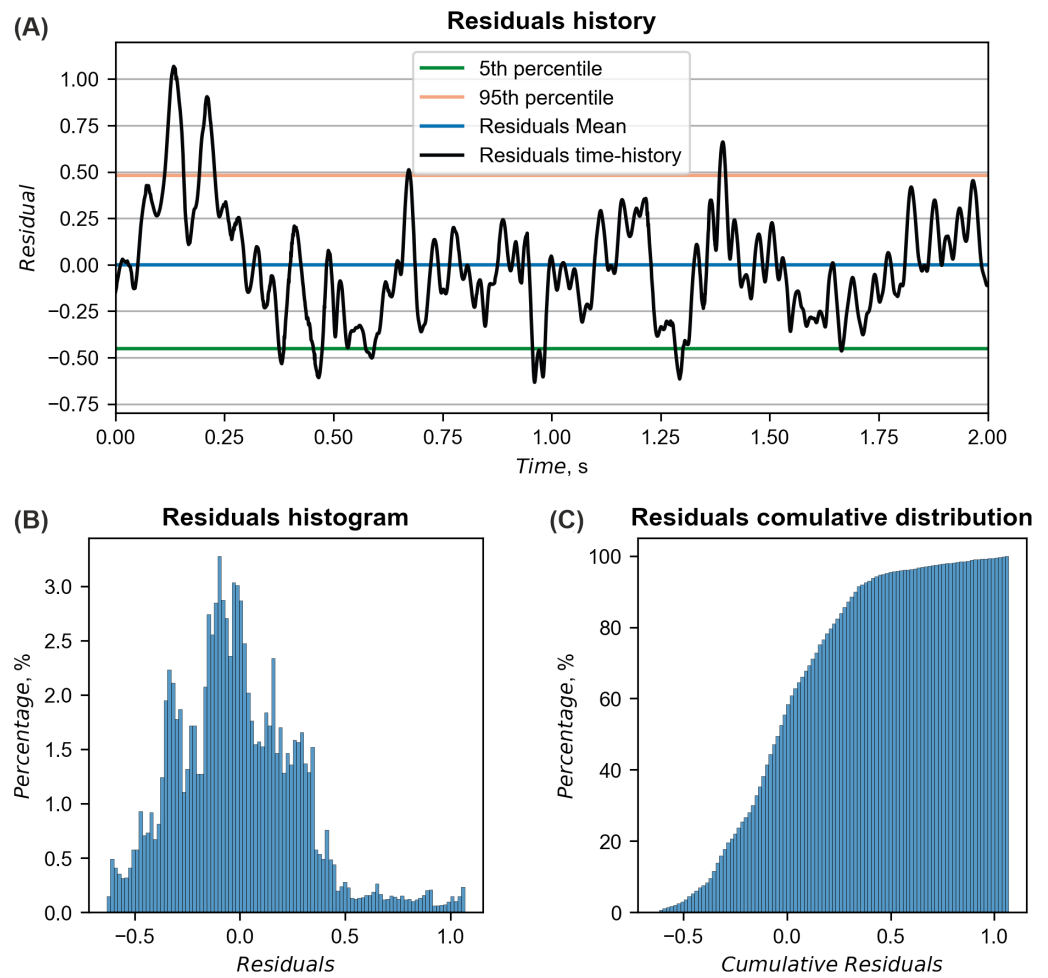 (A)
Residuals history
Residual
1.00
0.75
0.50
0.25
0.00
−0.25
−0.50
−0.75
5th percentile
95th percentile
Residuals Mean
Residuals time-history
0.00 0.25 0.50 0.75 1.00 1.25 1.50 1.75 2.00
Time, s
(B)
Residuals histogram
Percentage, %
3.0
2.5
2.0
1.5
1.0
0.5
0.0
−0.5 0.0 0.5 1.0
Residuals
(C)
Residuals comulative distribution
Percentage, %
100
80
60
40
20
0
−0.5 0.0 0.5 1.0
Cumulative Residuals